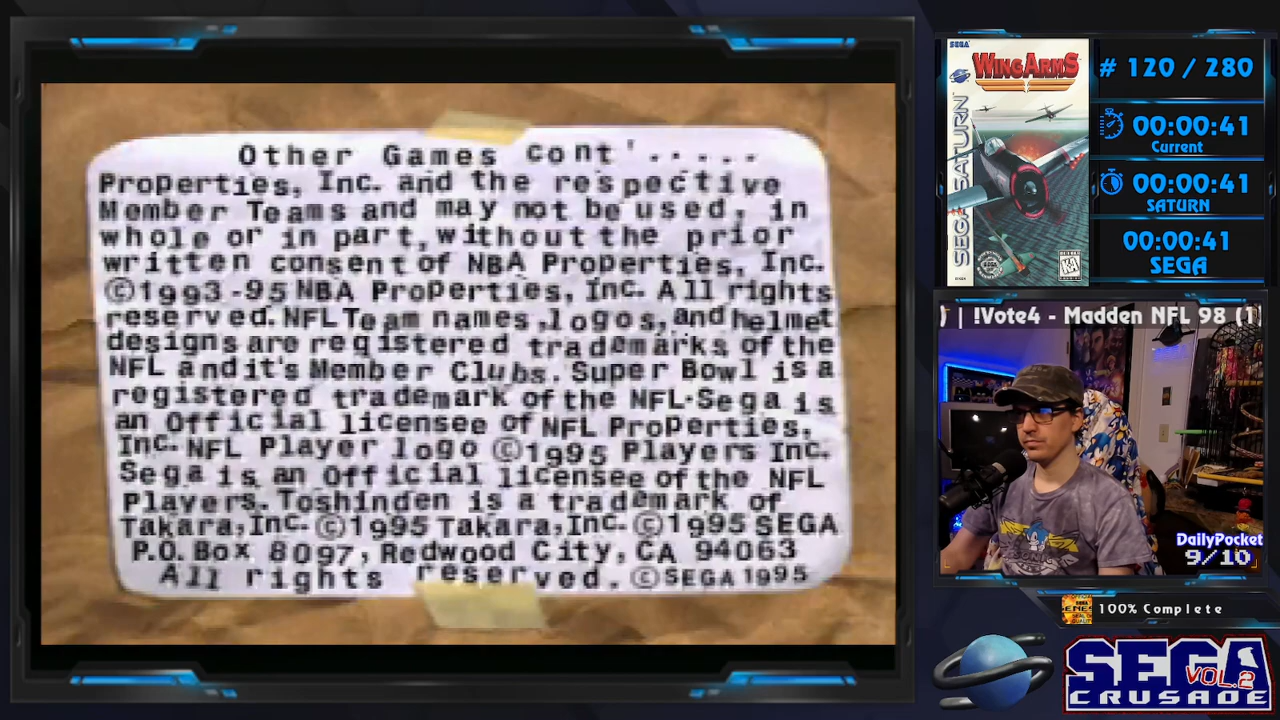 Other Games cont'.....
Properties, Inc. and the respective
Member Teams and may not be used, in
whole or in part, without the prior
written consent of NBA Properties, Inc.
©1993-95 NBA Properties, Inc. All rights
reserved. NFL Team names, logos, and helmet
designs are registered trademarks of the
NFL and it's Member Clubs. Super Bowl is a
registered trademark of the NFL. Sega is
an Official licensee of NFL Properties,
Inc. NFL Player logo ©1995 Players Inc.
Sega is an Official licensee of the NFL
Players. Toshinden is a trademark of
Takara, Inc. ©1995 Takara, Inc. ©1995 SEGA
P.O. Box 8097, Redwood City, CA 94063
All rights reserved. ©SEGA 1995
SEGA
WINGARMS
SEGA SATURN
KA
# 120 / 280
00:00:41
Current
00:00:41
SATURN
00:00:41
SEGA
) | !Vote4 - Madden NFL 98 (1)
DailyPocket
9/10
100% Complete
SEGA
VOL.2
CRUSADE